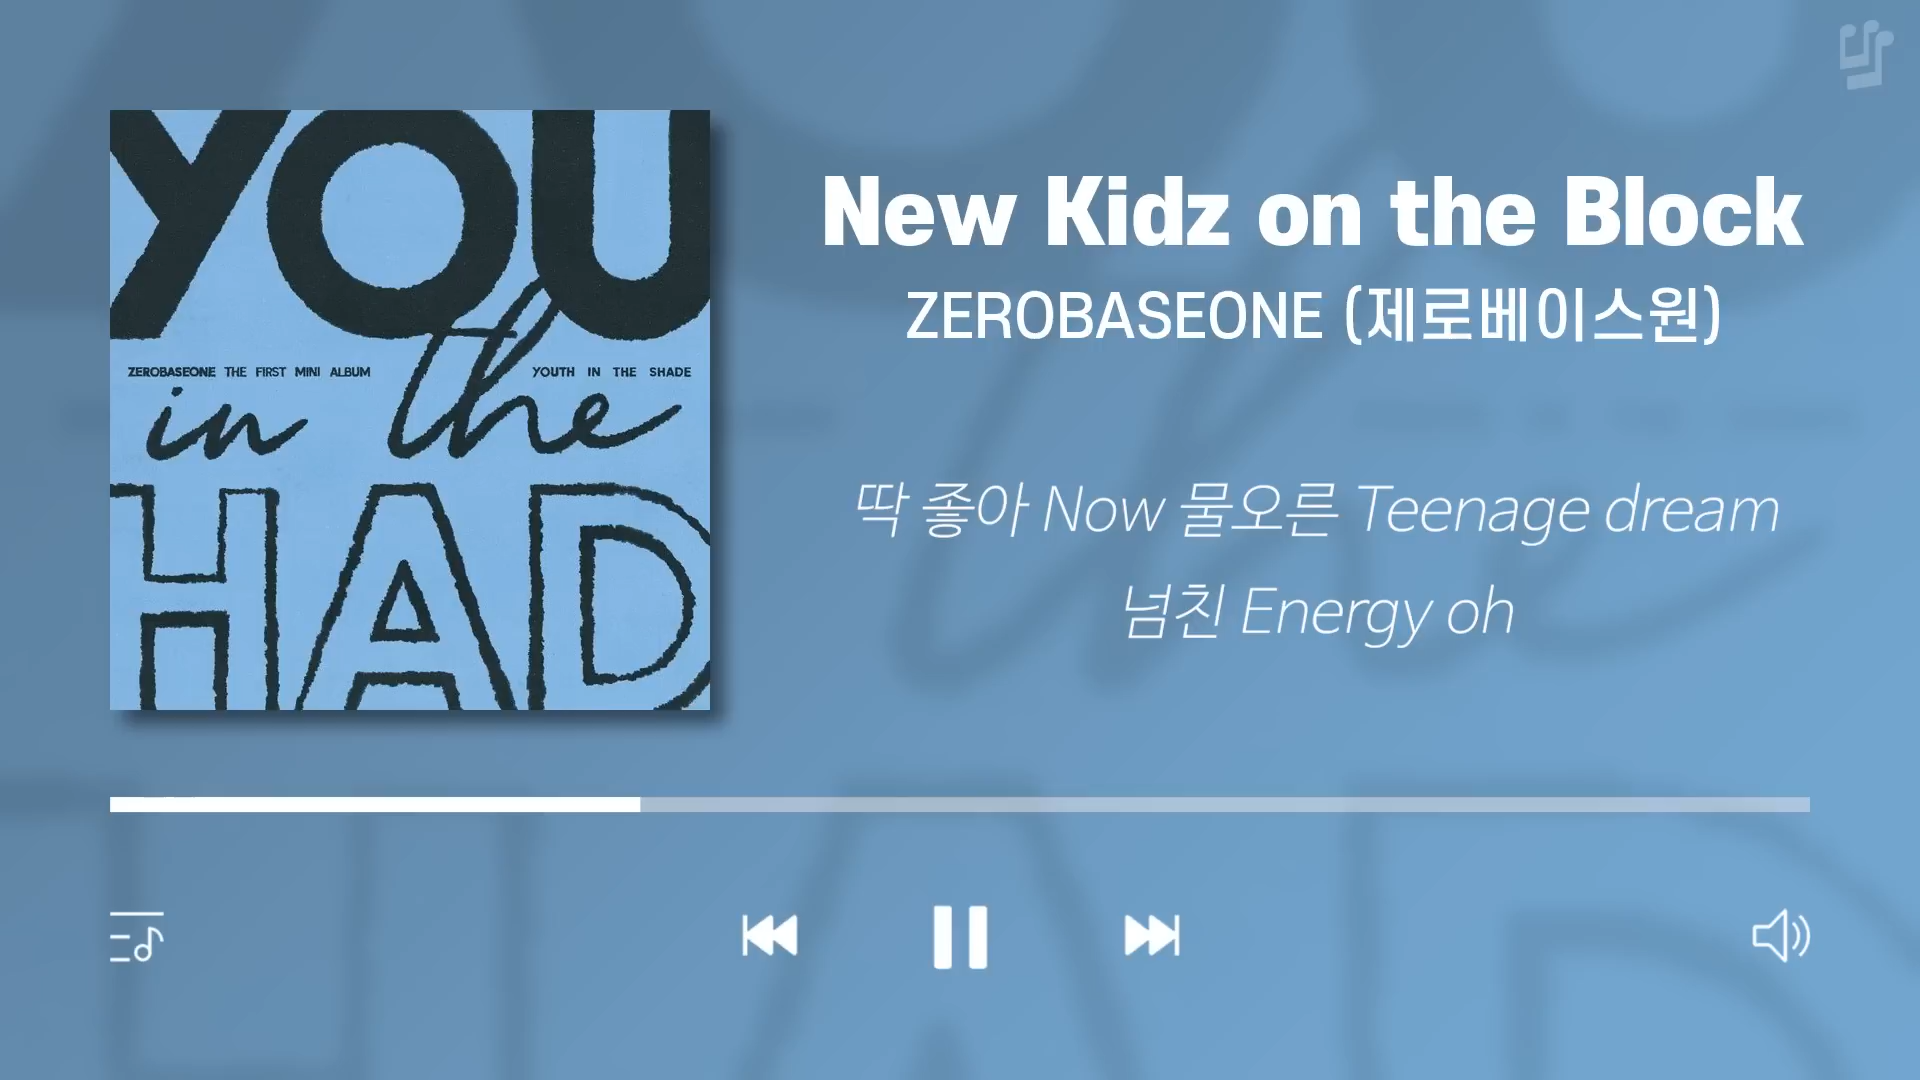 YOU
ZEROBASEONE THE FIRST MINI ALBUM
YOUTH IN THE SHADE
in the
HAD
New Kidz on the Block
ZEROBASEONE (제로베이스원)
딱 좋아 Now 물오른 Teenage dream
넘친 Energy oh